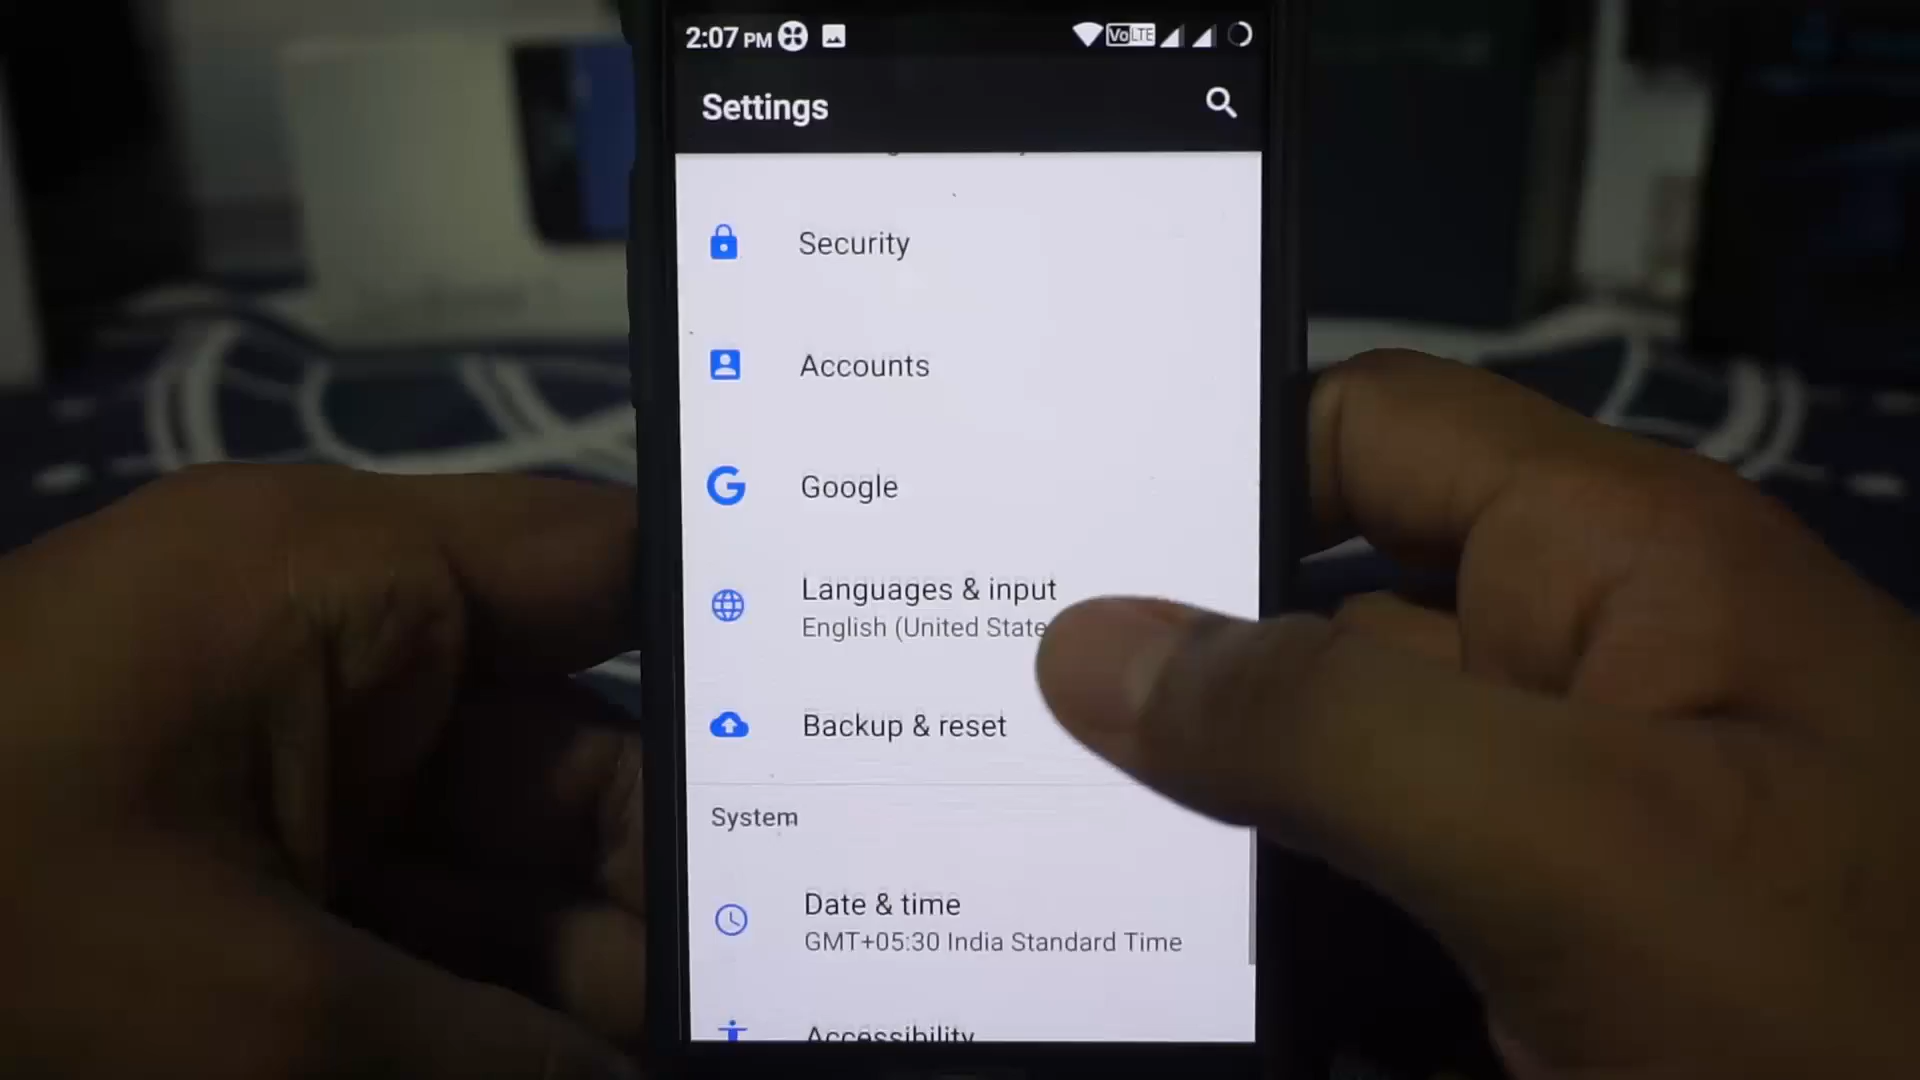 2:07 PM
VoLTE
Settings
Security
Accounts
Google
Languages & input
English (United State
Backup & reset
System
Date & time
GMT+05:30 India Standard Time
Accessibility